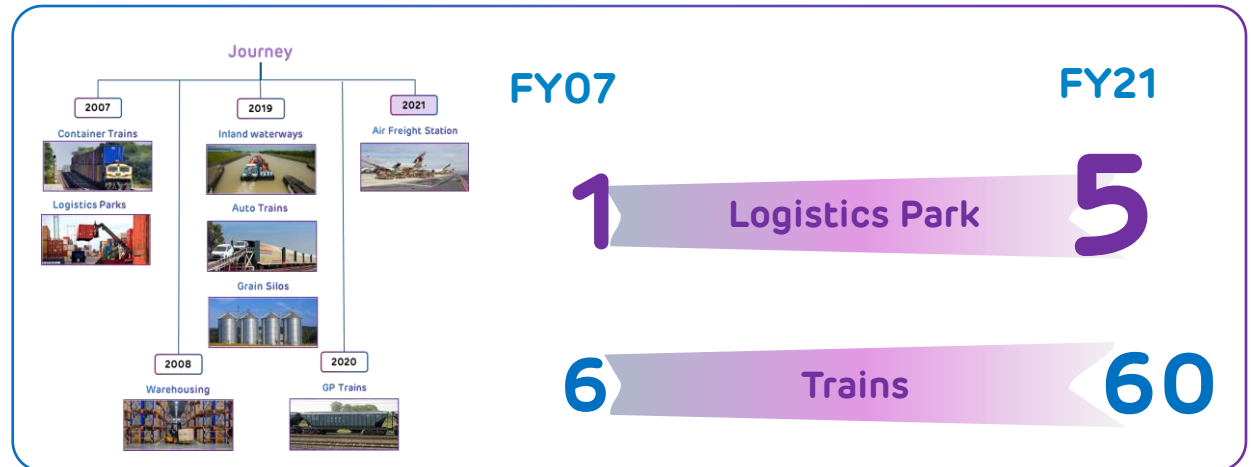 Journey
2007
Container Trains
Logistics Parks
2008
Warehousing
2019
Inland waterways
Auto Trains
Grain Silos
2020
GP Trains
2021
Air Freight Station
FY07
FY21
1
Logistics Park
5
6
Trains
60